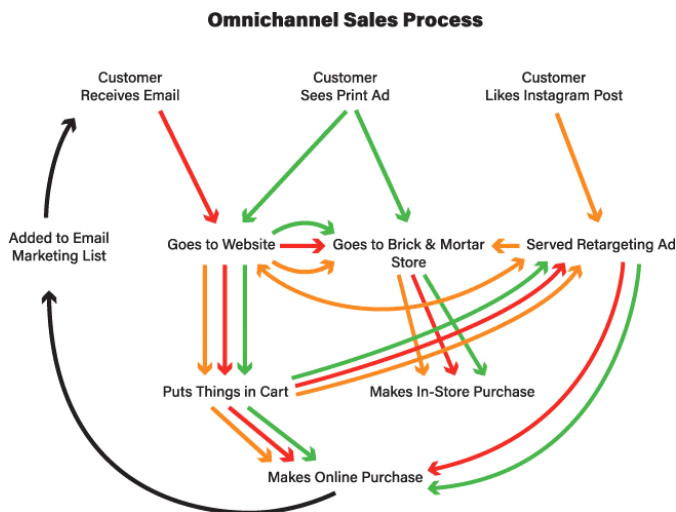 Omnichannel Sales Process
Customer
Receives Email
Customer
Sees Print Ad
Customer
Likes Instagram Post
Added to Email
Marketing List
Goes to Website
Goes to Brick & Mortar
Store
Served Retargeting Ad
Puts Things in Cart
Makes In-Store Purchase
Makes Online Purchase